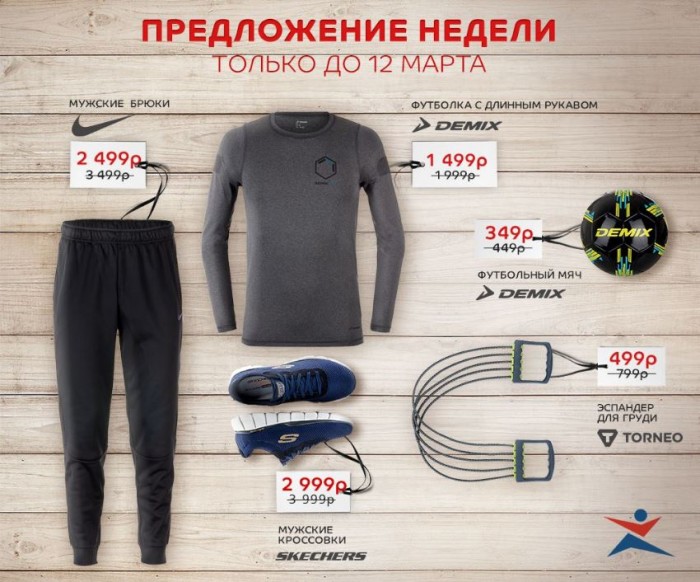 ПРЕДЛОЖЕНИЕ НЕДЕЛИ
ТОЛЬКО ДО 12 МАРТА
МУЖСКИЕ БРЮКИ
2 499р
3 499р
ФУТБОЛКА С ДЛИННЫМ РУКАВОМ
DEMIX
1 499р
1 999р
349р
449р
DEMIX
ФУТБОЛЬНЫЙ МЯЧ
DEMIX
499р
799р
ЭСПАНДЕР
ДЛЯ ГРУДИ
TORNEO
2 999р
3 999р
МУЖСКИЕ
КРОССОВКИ
SKECHERS